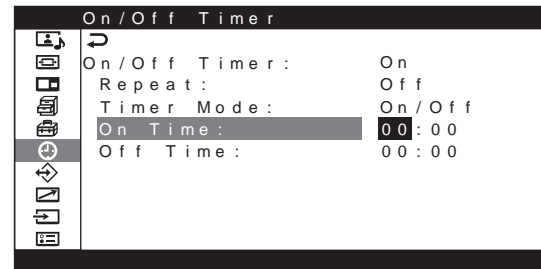 On/Off Timer
On/Off Timer: On
Repeat: Off
Timer Mode: On/Off
On Time: 00:00
Off Time: 00:00